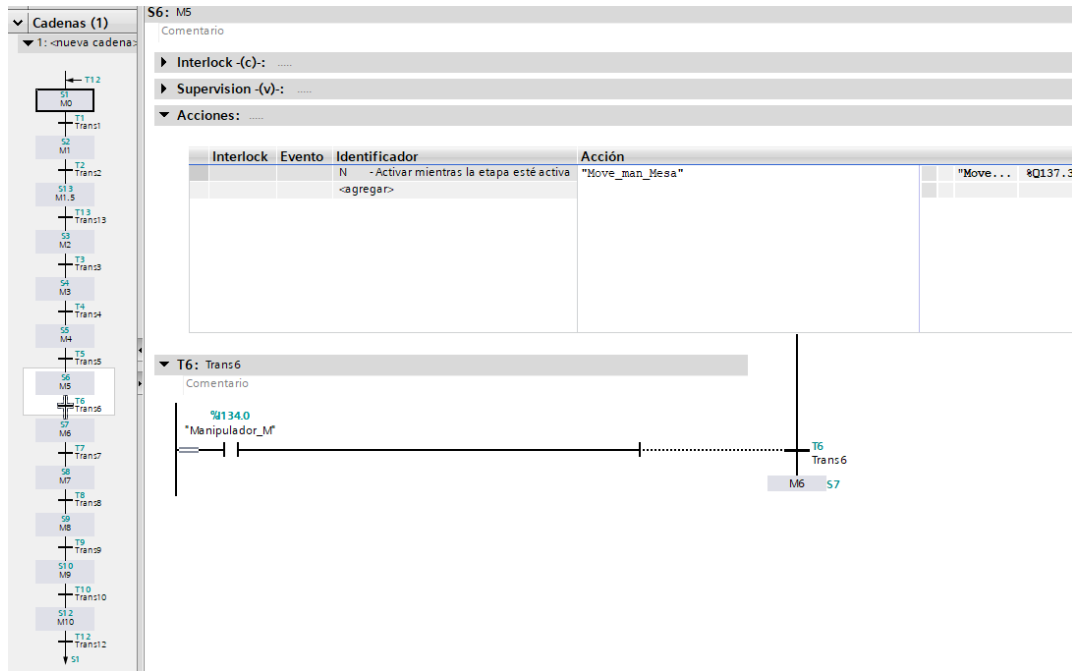 Cadenas (1)
1: <nueva cadena>
T12
S1
M0
T1
Trans1
S2
M1
T2
Trans2
S13
M1.5
T13
Trans13
S3
M2
T3
Trans3
S4
M3
T4
Trans4
S5
M4
T5
Trans5
S6
M5
T6
Trans6
S7
M6
T7
Trans7
S8
M7
T8
Trans8
S9
M8
T9
Trans9
S10
M9
T10
Trans10
S12
M10
T12
Trans12
S1
S6: M5
Comentario
Interlock -(c)-: .....
Supervision -(v)-: .....
Acciones: .....
Interlock Evento Identificador Acción
N - Activar mientras la etapa esté activa "Move_man_Mesa" "Move... %Q137.3
<agregar>
T6: Trans6
Comentario
%I134.0
"Manipulador_M"
T6
Trans6
M6 S7